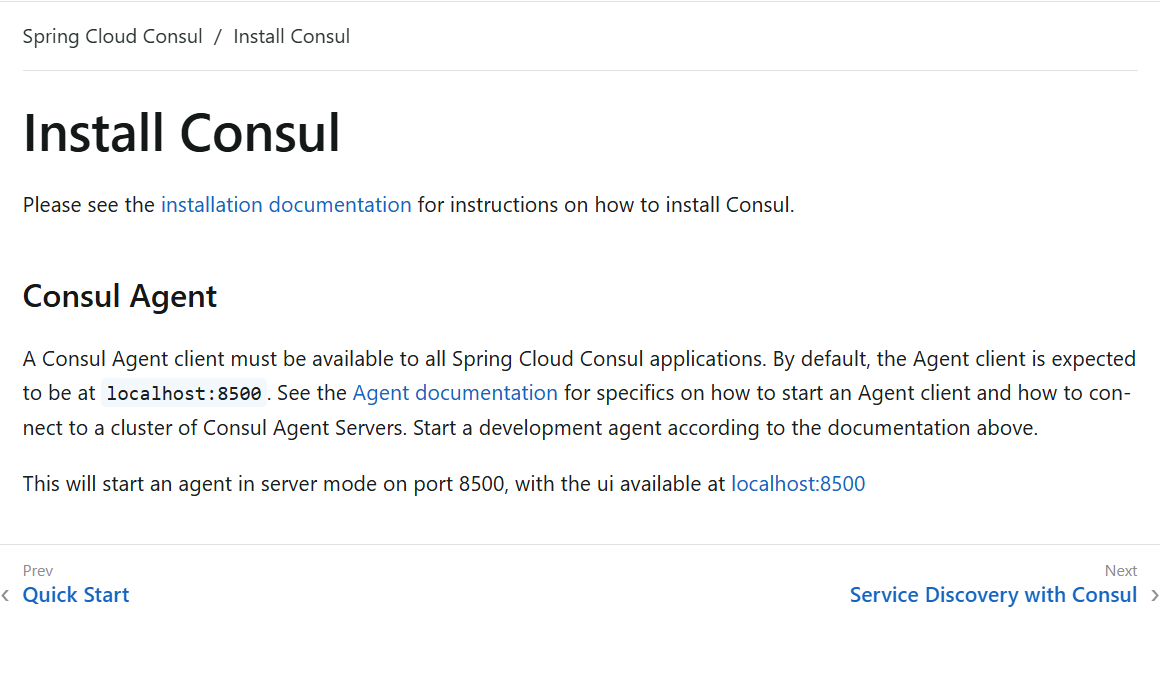 Spring Cloud Consul / Install Consul
Install Consul
Please see the installation documentation for instructions on how to install Consul.
Consul Agent
A Consul Agent client must be available to all Spring Cloud Consul applications. By default, the Agent client is expected
to be at localhost:8500. See the Agent documentation for specifics on how to start an Agent client and how to con-
nect to a cluster of Consul Agent Servers. Start a development agent according to the documentation above.
This will start an agent in server mode on port 8500, with the ui available at localhost:8500
Prev
Next
‹ Quick Start
Service Discovery with Consul ›